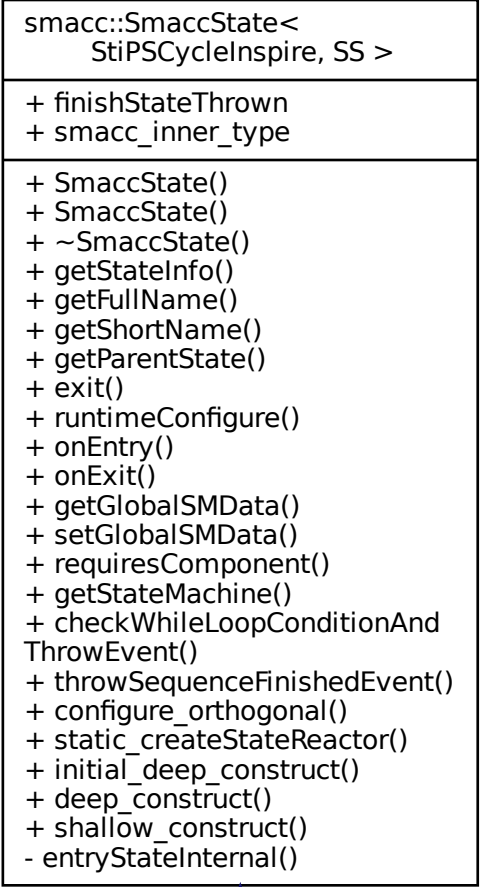 smacc::SmaccState<
StiPSCycleInspire, SS >
+ finishStateThrown
+ smacc_inner_type
+ SmaccState()
+ SmaccState()
+ ~SmaccState()
+ getStateInfo()
+ getFullName()
+ getShortName()
+ getParentState()
+ exit()
+ runtimeConfigure()
+ onEntry()
+ onExit()
+ getGlobalSMData()
+ setGlobalSMData()
+ requiresComponent()
+ getStateMachine()
+ checkWhileLoopConditionAnd
ThrowEvent()
+ throwSequenceFinishedEvent()
+ configure_orthogonal()
+ static_createStateReactor()
+ initial_deep_construct()
+ deep_construct()
+ shallow_construct()
- entryStateInternal()